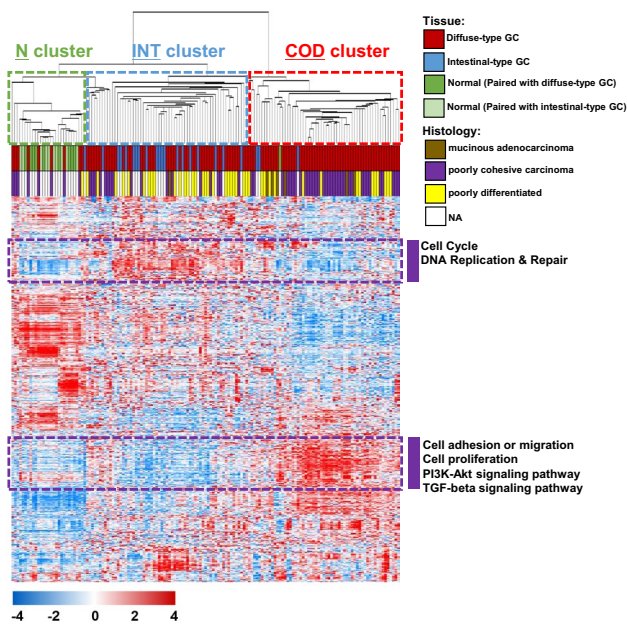 N cluster INT cluster COD cluster
Tissue:
Diffuse-type GC
Intestinal-type GC
Normal (Paired with diffuse-type GC)
Normal (Paired with intestinal-type GC)
Histology:
mucinous adenocarcinoma
poorly cohesive carcinoma
poorly differentiated
NA
Cell Cycle
DNA Replication & Repair
Cell adhesion or migration
Cell proliferation
PI3K-Akt signaling pathway
TGF-beta signaling pathway
-4 -2 0 2 4